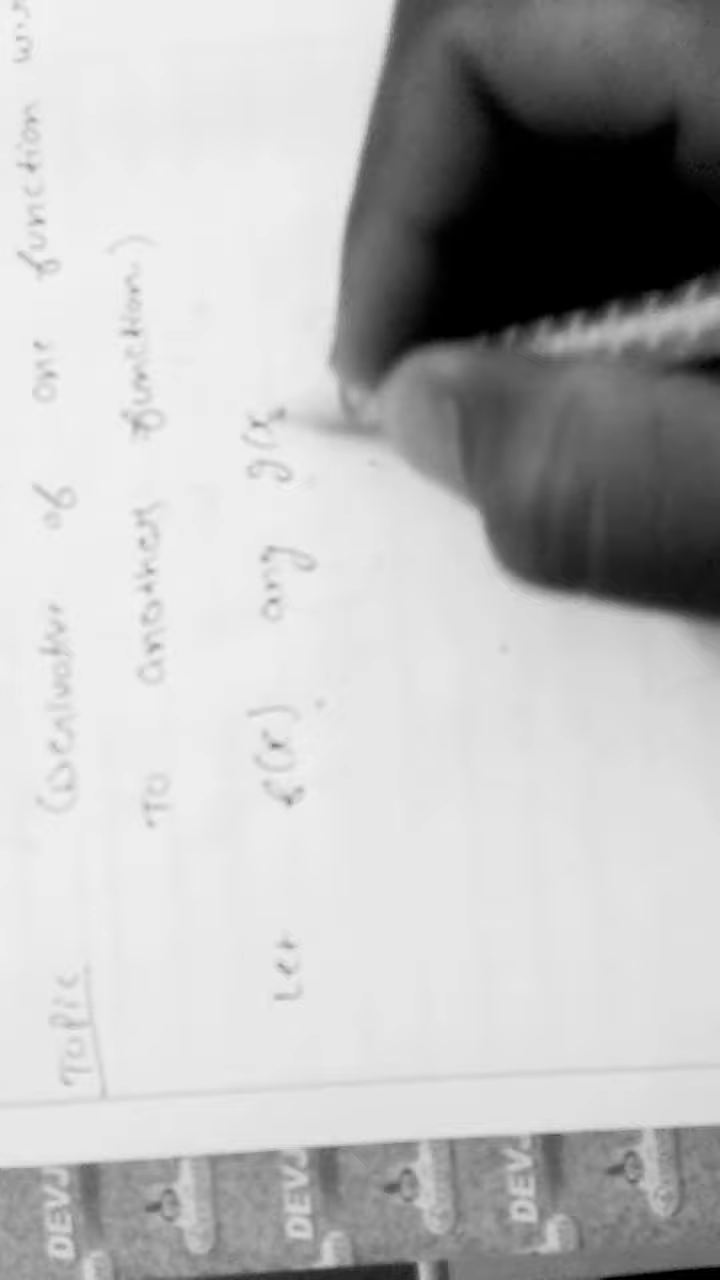 TOPIC (Derivative of one function
TO another function)
Let f(x) any g(x
DEVJ
DEVJ
DEV